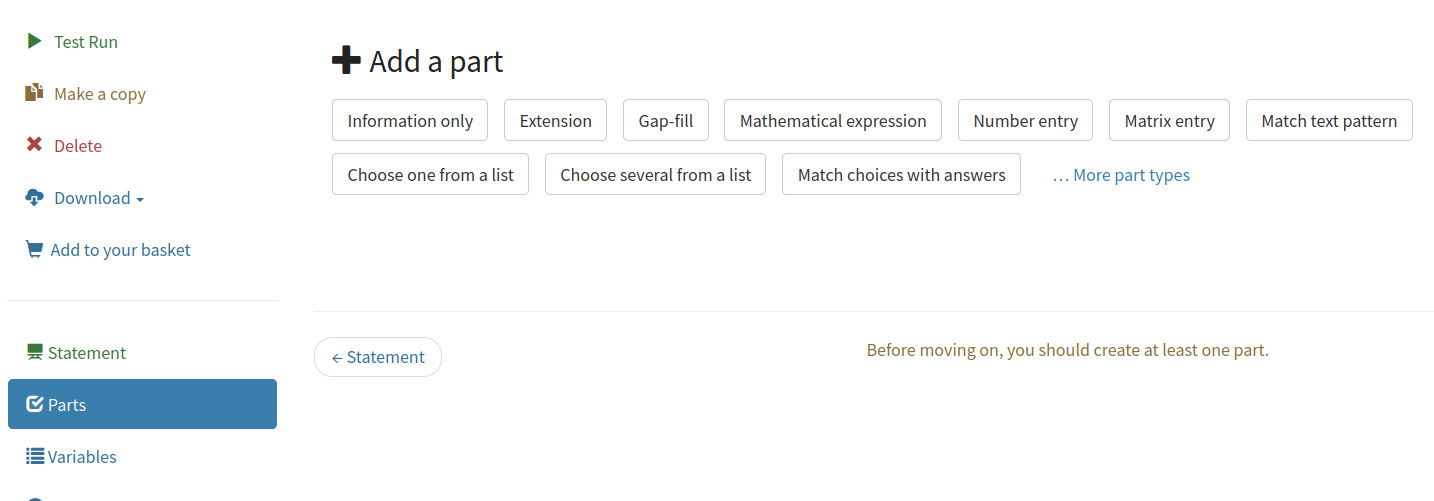 Test Run
Make a copy
Delete
Download
Add to your basket
Statement
Parts
Variables
Add a part
Information only
Extension
Gap-fill
Mathematical expression
Number entry
Matrix entry
Match text pattern
Choose one from a list
Choose several from a list
Match choices with answers
… More part types
← Statement
Before moving on, you should create at least one part.